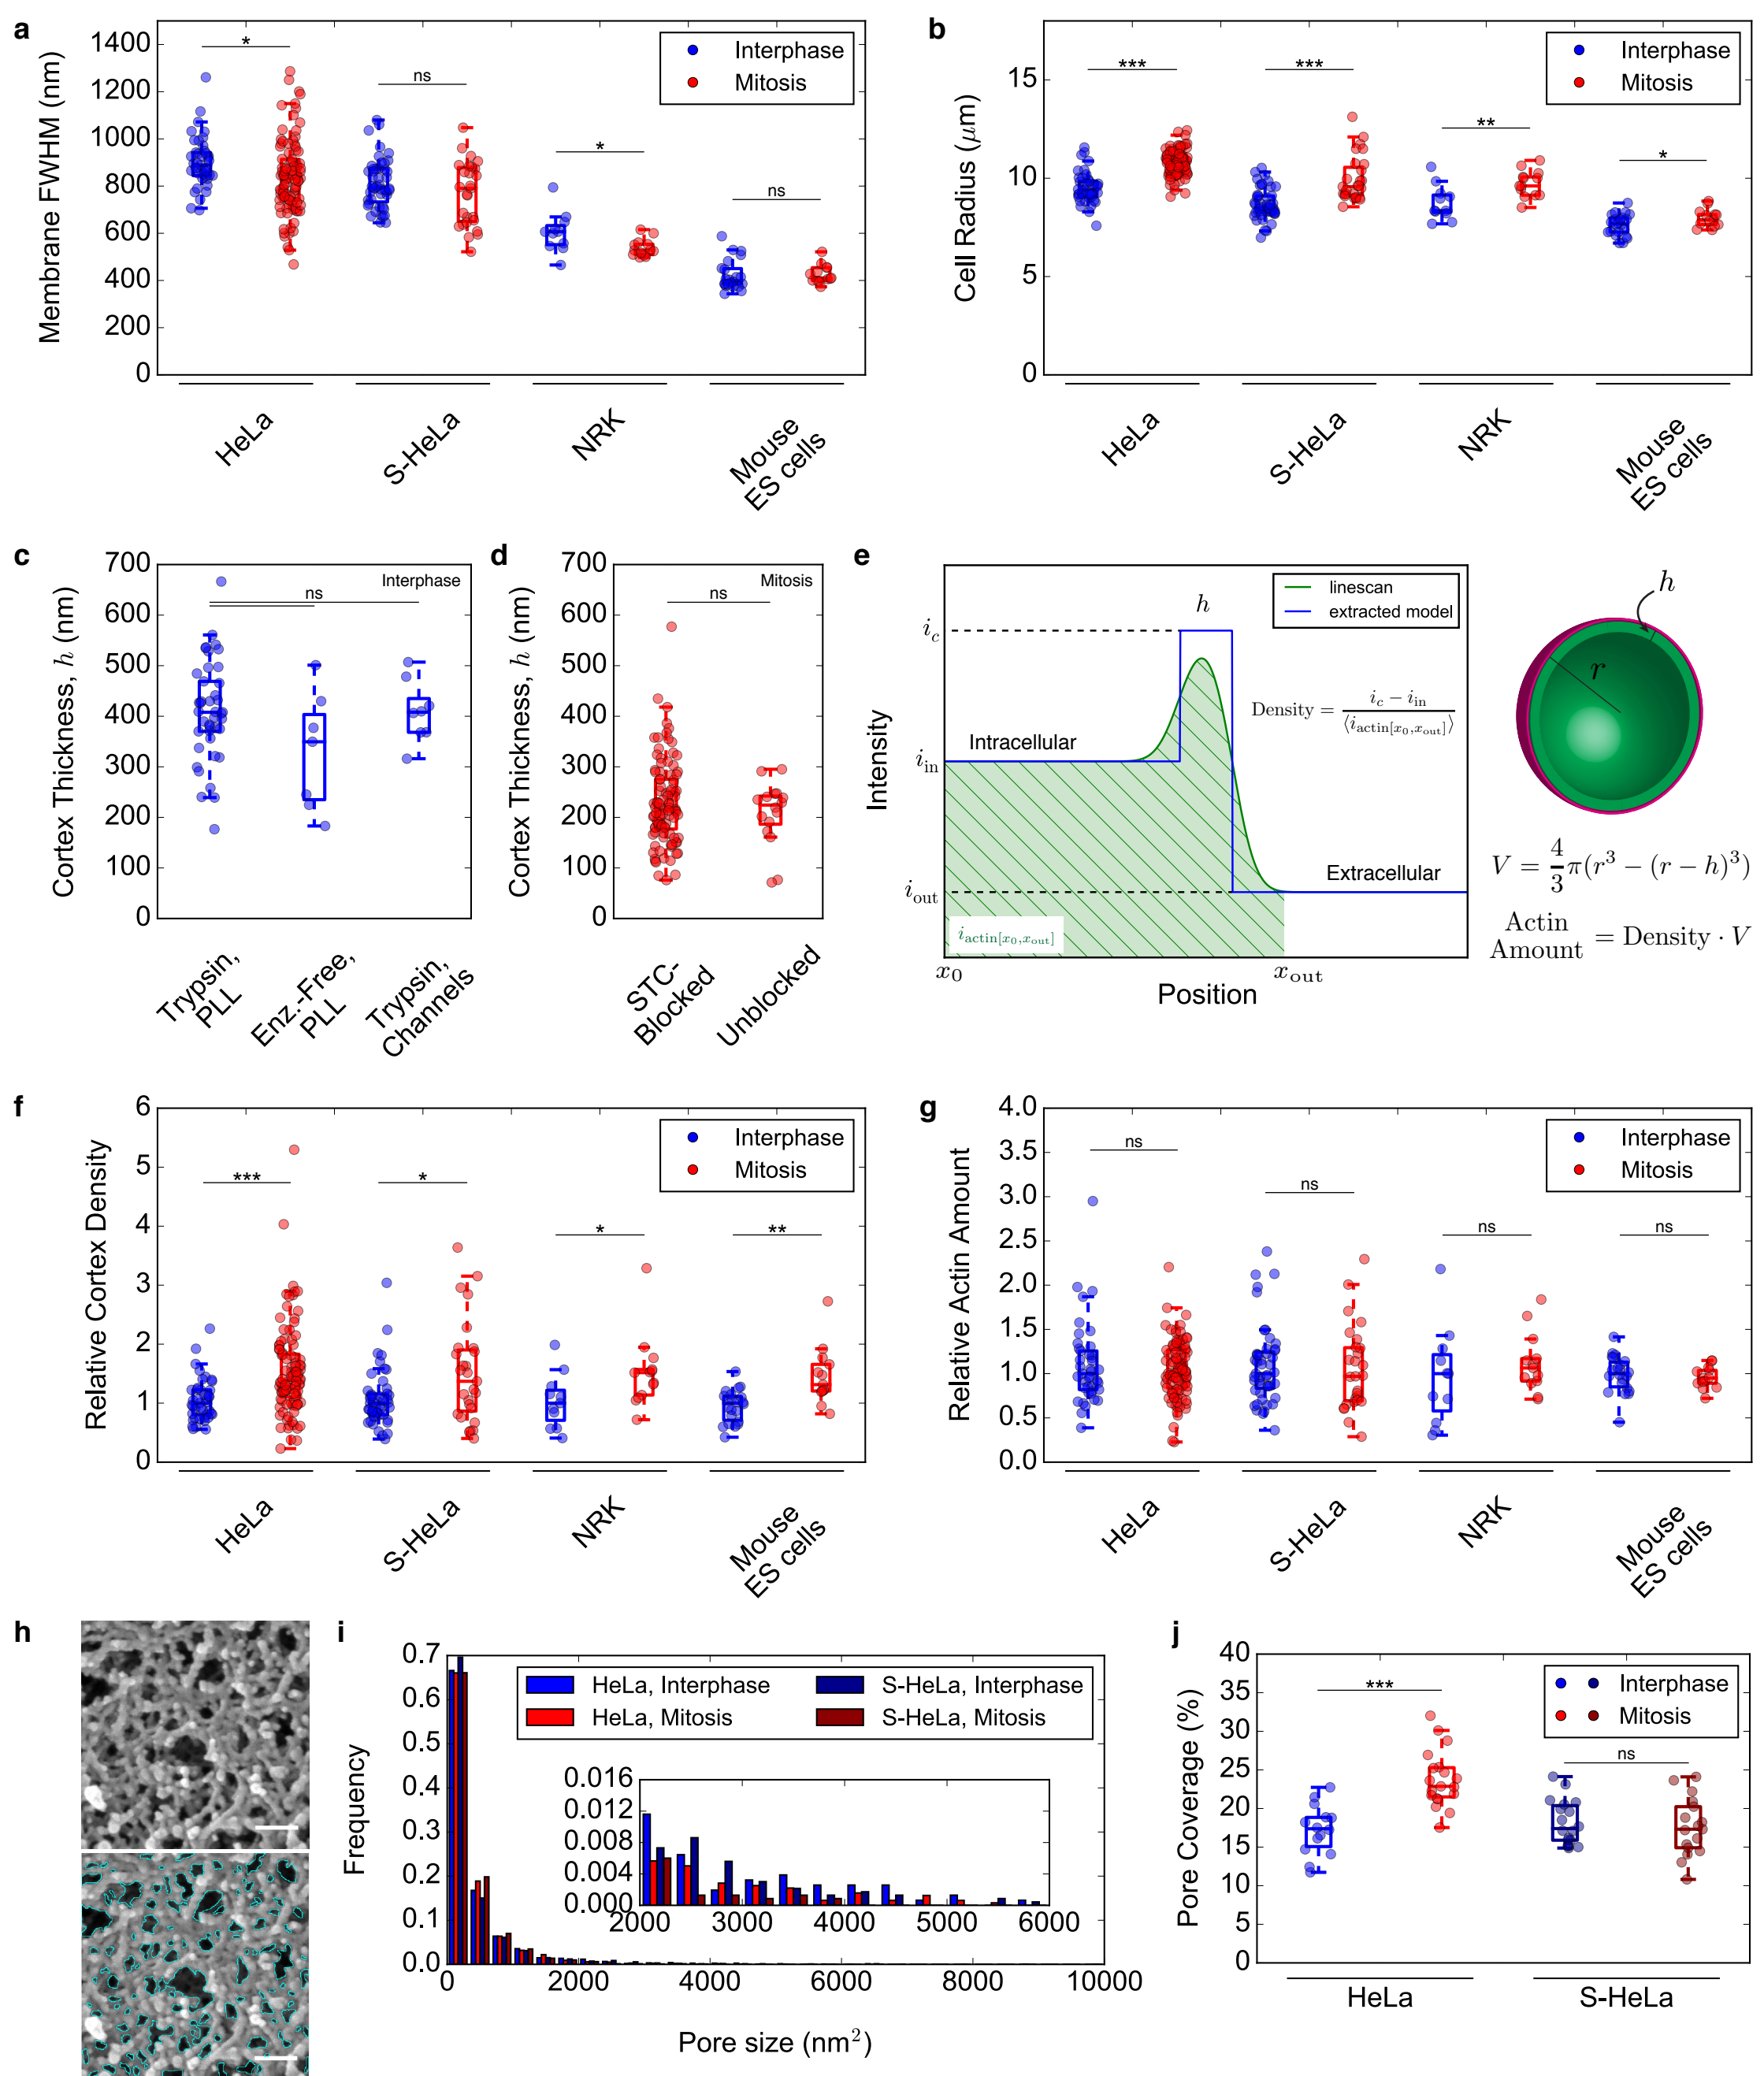 a
Membrane FWHM (nm)
1400
1200
1000
800
600
400
200
0
*
ns
*
ns
Interphase
Mitosis
HeLa
S-HeLa
NRK
Mouse
ES cells
b
Cell Radius (μm)
15
10
5
0
***
***
**
*
Interphase
Mitosis
HeLa
S-HeLa
NRK
Mouse
ES cells
c
Cortex Thickness, h (nm)
700
600
500
400
300
200
100
0
Interphase
ns
Trypsin,
PLL
Enz.-Free,
PLL
Trypsin,
Channels
d
Cortex Thickness, h (nm)
700
600
500
400
300
200
100
0
Mitosis
ns
STC-
Blocked
Unblocked
e
Intensity
i_c
i_in
i_out
linescan
extracted model
h
Density = (i_c − i_in) / ⟨i_actin[x_0,x_out]⟩
Intracellular
Extracellular
i_actin[x_0,x_out]
x_0
x_out
Position
h
r
V = 4/3 π(r³ − (r − h)³)
Actin
Amount = Density · V
f
Relative Cortex Density
6
5
4
3
2
1
0
***
*
*
**
Interphase
Mitosis
HeLa
S-HeLa
NRK
Mouse
ES cells
g
Relative Actin Amount
4.0
3.5
3.0
2.5
2.0
1.5
1.0
0.5
0.0
ns
ns
ns
ns
Interphase
Mitosis
HeLa
S-HeLa
NRK
Mouse
ES cells
h
i
Frequency
0.7
0.6
0.5
0.4
0.3
0.2
0.1
0.0
HeLa, Interphase
HeLa, Mitosis
S-HeLa, Interphase
S-HeLa, Mitosis
0.016
0.012
0.008
0.004
0.000
2000 3000 4000 5000 6000
0 2000 4000 6000 8000 10000
Pore size (nm²)
j
Pore Coverage (%)
40
35
30
25
20
15
10
5
0
***
ns
Interphase
Mitosis
HeLa
S-HeLa